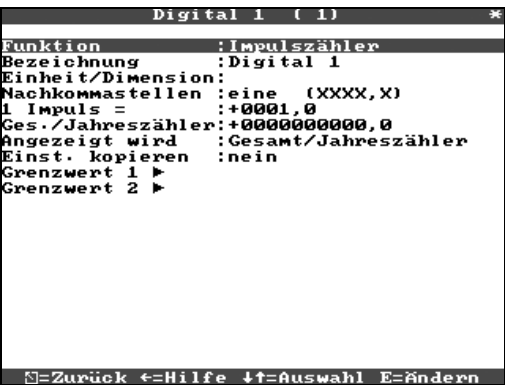 Digital 1 ( 1) *
Funktion :Impulszähler
Bezeichnung :Digital 1
Einheit/Dimension:
Nachkommastellen :eine (XXXX,X)
1 Impuls = :+0001,0
Ges./Jahreszähler:+0000000000,0
Angezeigt wird :Gesamt/Jahreszähler
Einst. kopieren :nein
Grenzwert 1 ►
Grenzwert 2 ►
⇱=Zurück ←=Hilfe ↓↑=Auswahl E=Ändern